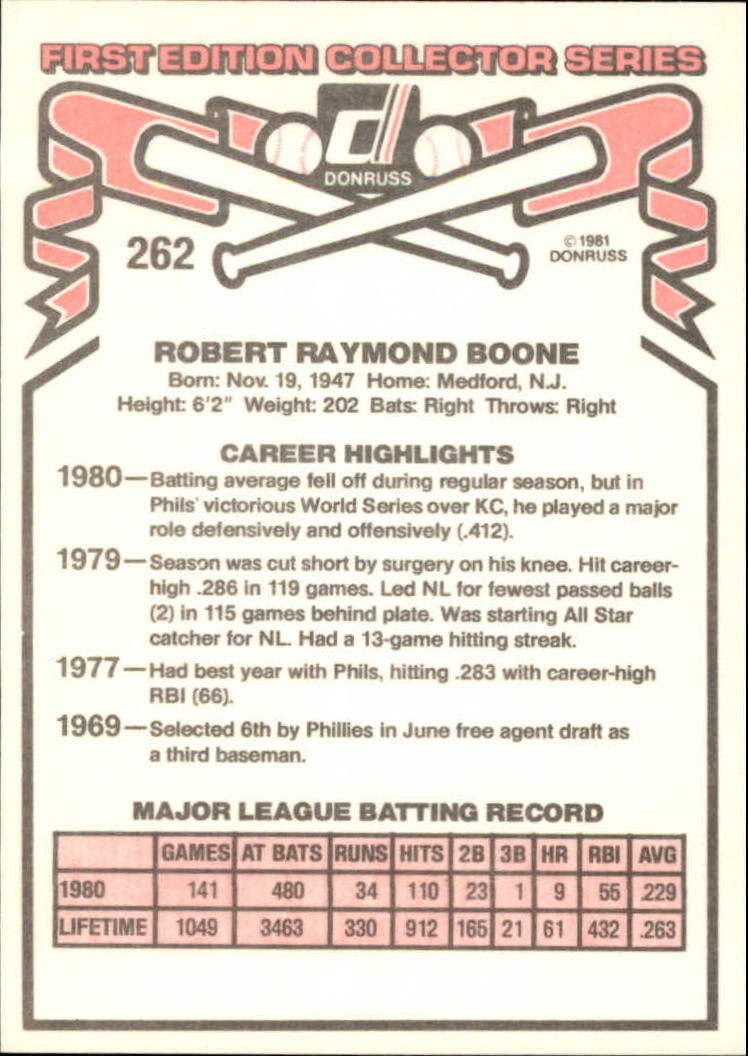 FIRST EDITION COLLECTOR SERIES
d
DONRUSS
262
©1981
DONRUSS
ROBERT RAYMOND BOONE
Born: Nov. 19, 1947 Home: Medford, N.J.
Height: 6'2" Weight: 202 Bats: Right Throws: Right
CAREER HIGHLIGHTS
1980—Batting average fell off during regular season, but in
Phils' victorious World Series over KC, he played a major
role defensively and offensively (.412).
1979—Season was cut short by surgery on his knee. Hit career-
high .286 in 119 games. Led NL for fewest passed balls
(2) in 115 games behind plate. Was starting All Star
catcher for NL. Had a 13-game hitting streak.
1977—Had best year with Phils, hitting .283 with career-high
RBI (66).
1969—Selected 6th by Phillies in June free agent draft as
a third baseman.
MAJOR LEAGUE BATTING RECORD
GAMES AT BATS RUNS HITS 2B 3B HR RBI AVG
1980 141 480 34 110 23 1 9 55 .229
LIFETIME 1049 3463 330 912 165 21 61 432 .263